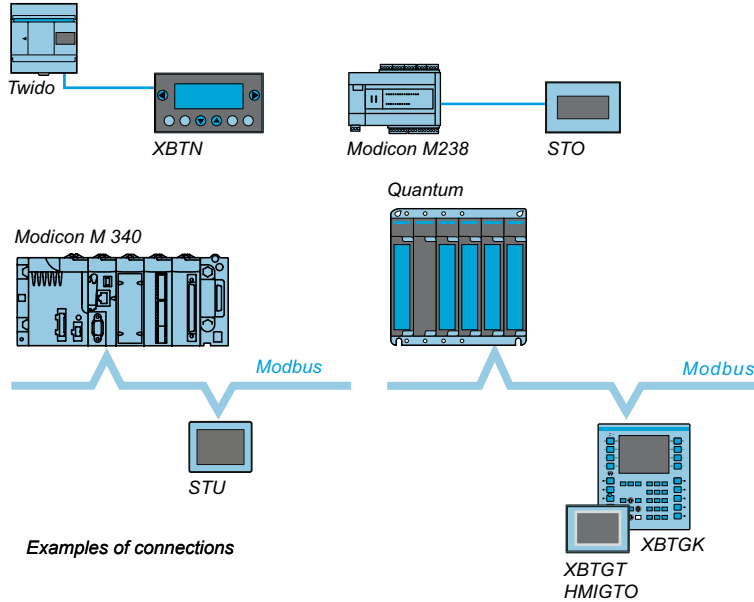 Twido
XBTN
Modicon M238
STO
Quantum
Modicon M 340
Modbus
Modbus
STU
XBTGK
Examples of connections
XBTGT
HMIGTO